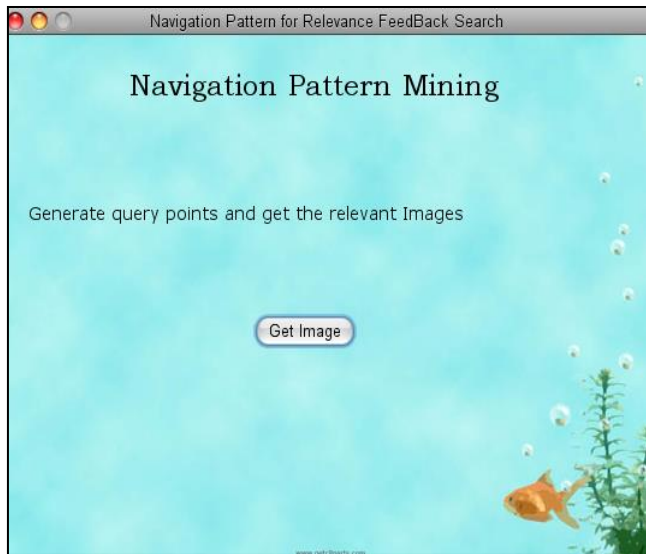 Navigation Pattern for Relevance FeedBack Search
Navigation Pattern Mining
Generate query points and get the relevant Images
Get Image